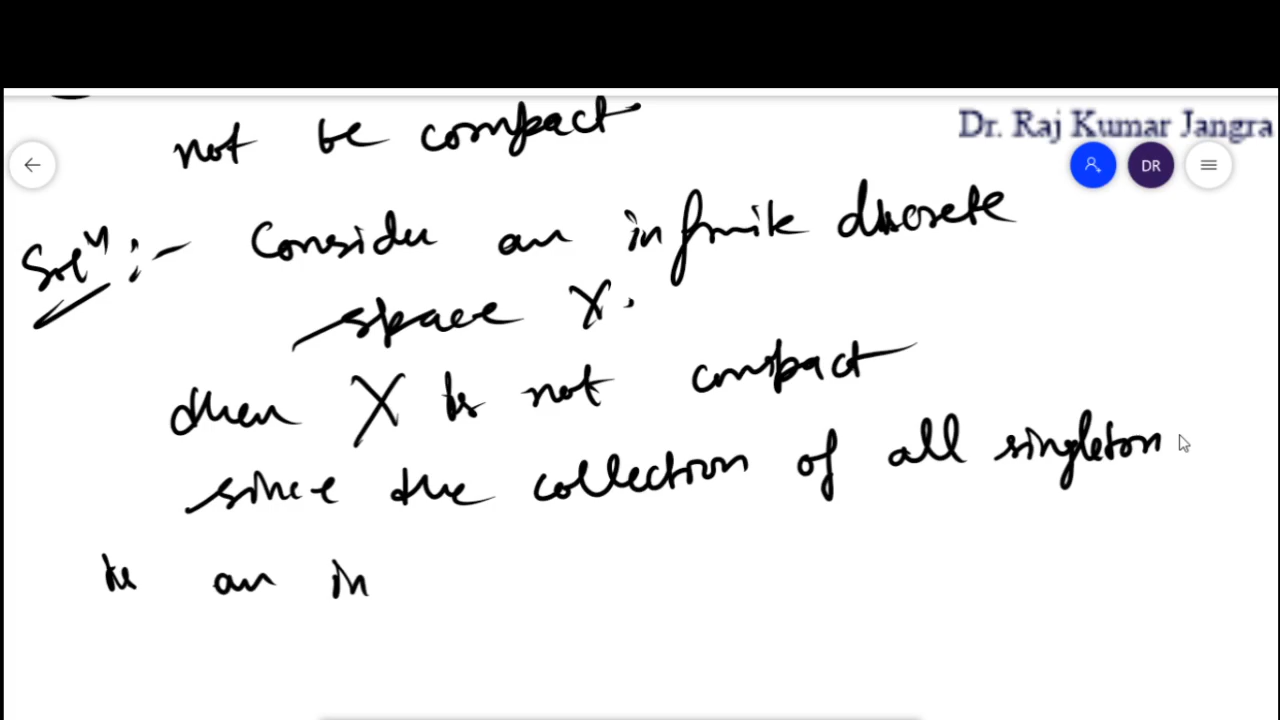 Dr. Raj Kumar Jangra
not be compact
DR
Soln :- Consider an infinite discrete
space X.
then X is not compact
since the collection of all singleton
is an in